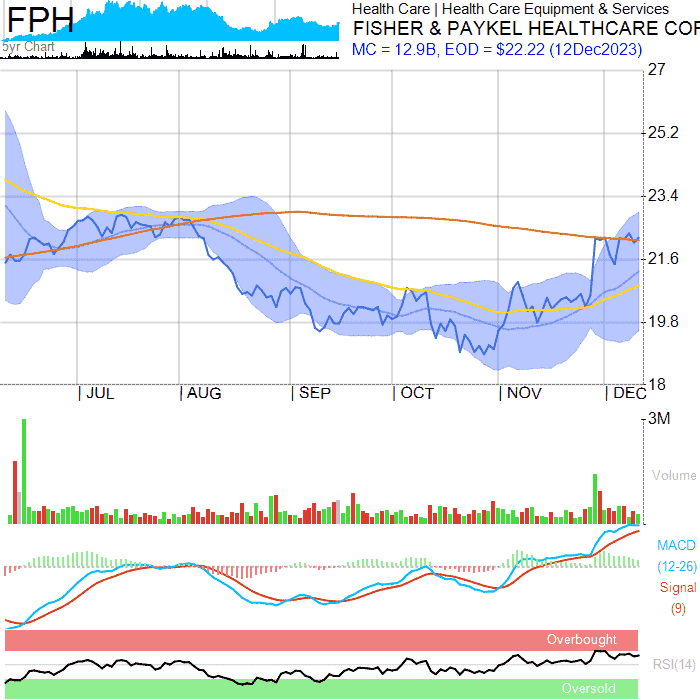 FPH
5yr Chart
Health Care | Health Care Equipment & Services
FISHER & PAYKEL HEALTHCARE COR
MC = 12.9B, EOD = $22.22 (12Dec2023)
27
25.2
23.4
21.6
19.8
18
| JUL | AUG | SEP | OCT | NOV | DEC
3M
Volume
MACD
(12-26)
Signal
(9)
Overbought
RSI(14)
Oversold